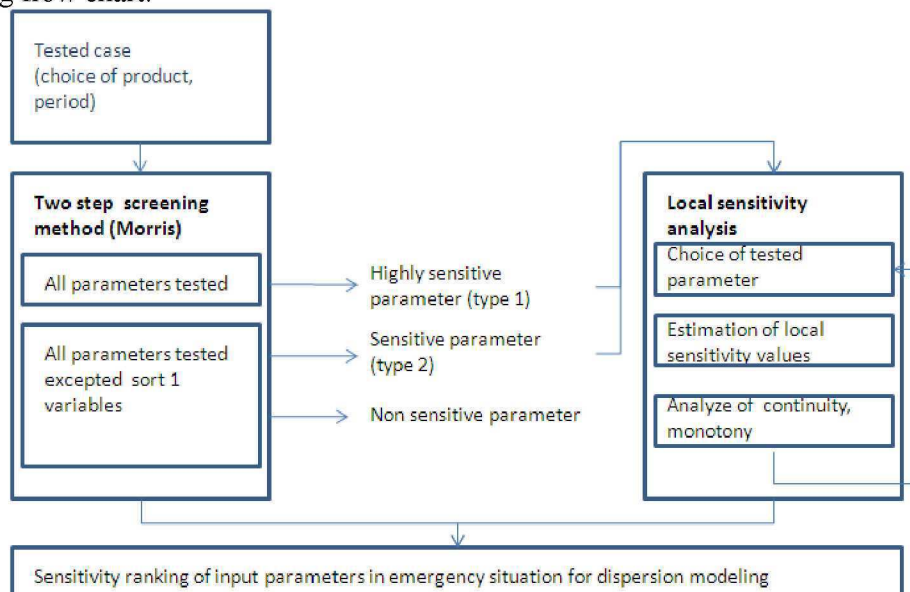 g flow chart:
Tested case
(choice of product,
period)
Two step screening
method (Morris)
All parameters tested
All parameters tested
excepted sort 1
variables
Highly sensitive
parameter (type 1)
Sensitive parameter
(type 2)
Non sensitive parameter
Local sensitivity
analysis
Choice of tested
parameter
Estimation of local
sensitivity values
Analyze of continuity,
monotony
Sensitivity ranking of input parameters in emergency situation for dispersion modeling